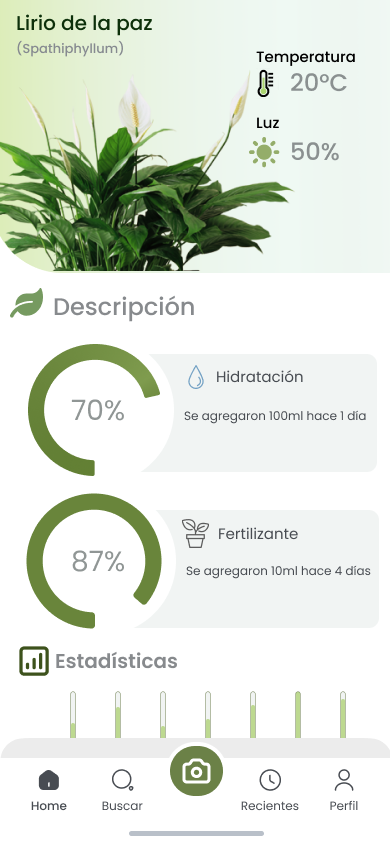 Lirio de la paz
(Spathiphyllum)
Temperatura
20°C
Luz
50%
Descripción
70%
Hidratación
Se agregaron 100ml hace 1 día
87%
Fertilizante
Se agregaron 10ml hace 4 días
Estadísticas
Home
Buscar
Recientes
Perfil